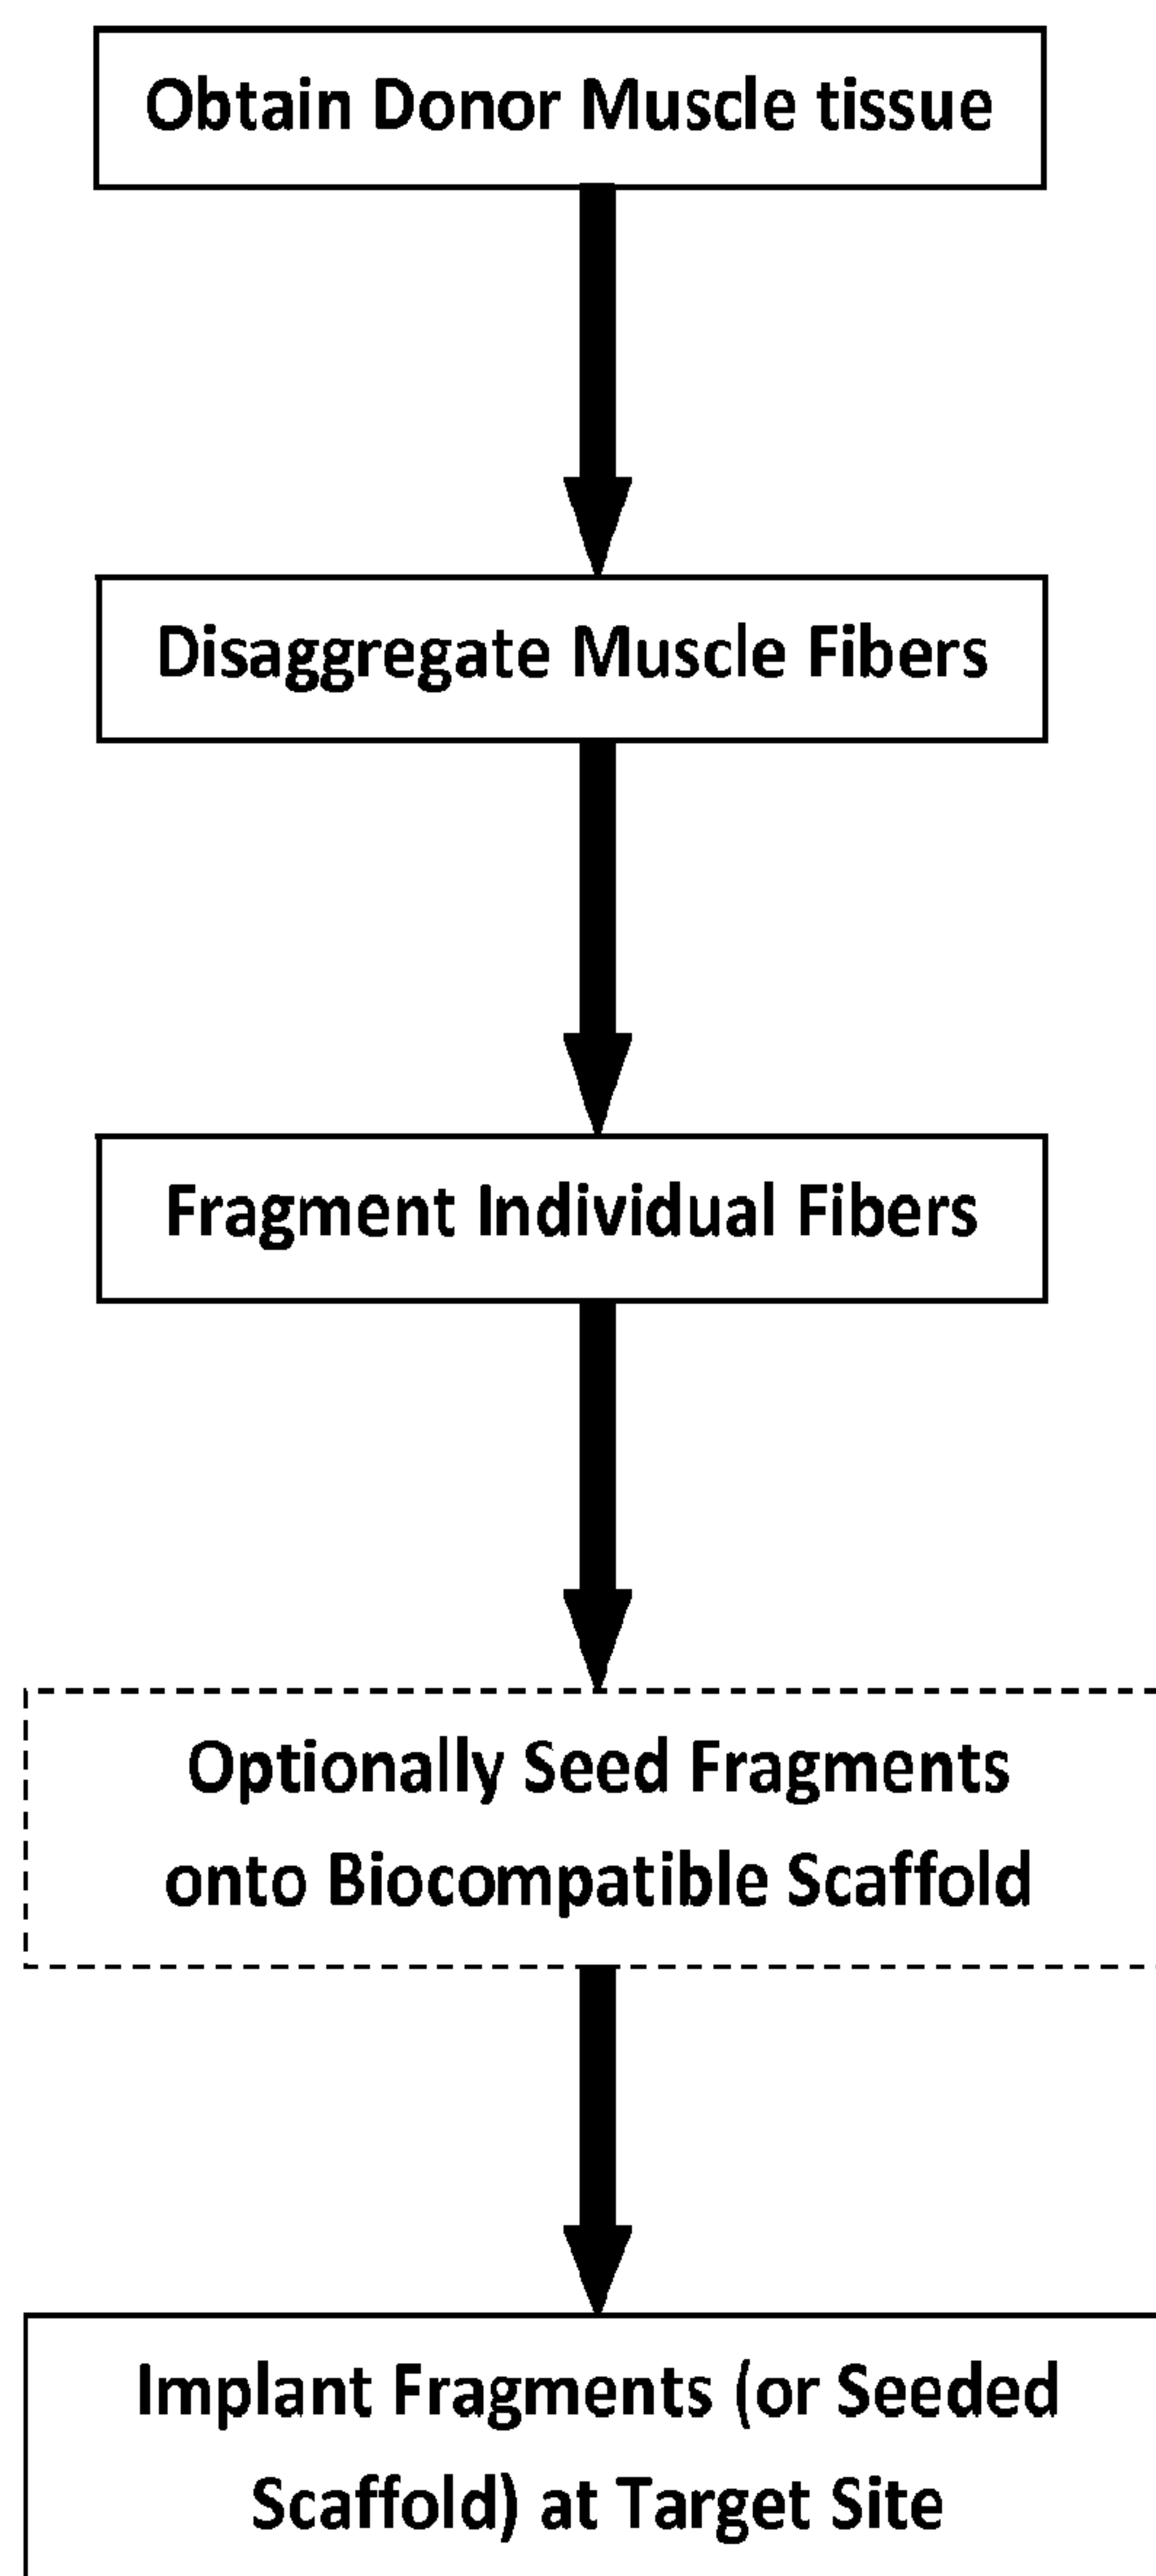 Obtain Donor Muscle tissue
Disaggregate Muscle Fibers
Fragment Individual Fibers
Optionally Seed Fragments
onto Biocompatible Scaffold
Implant Fragments (or Seeded
Scaffold) at Target Site